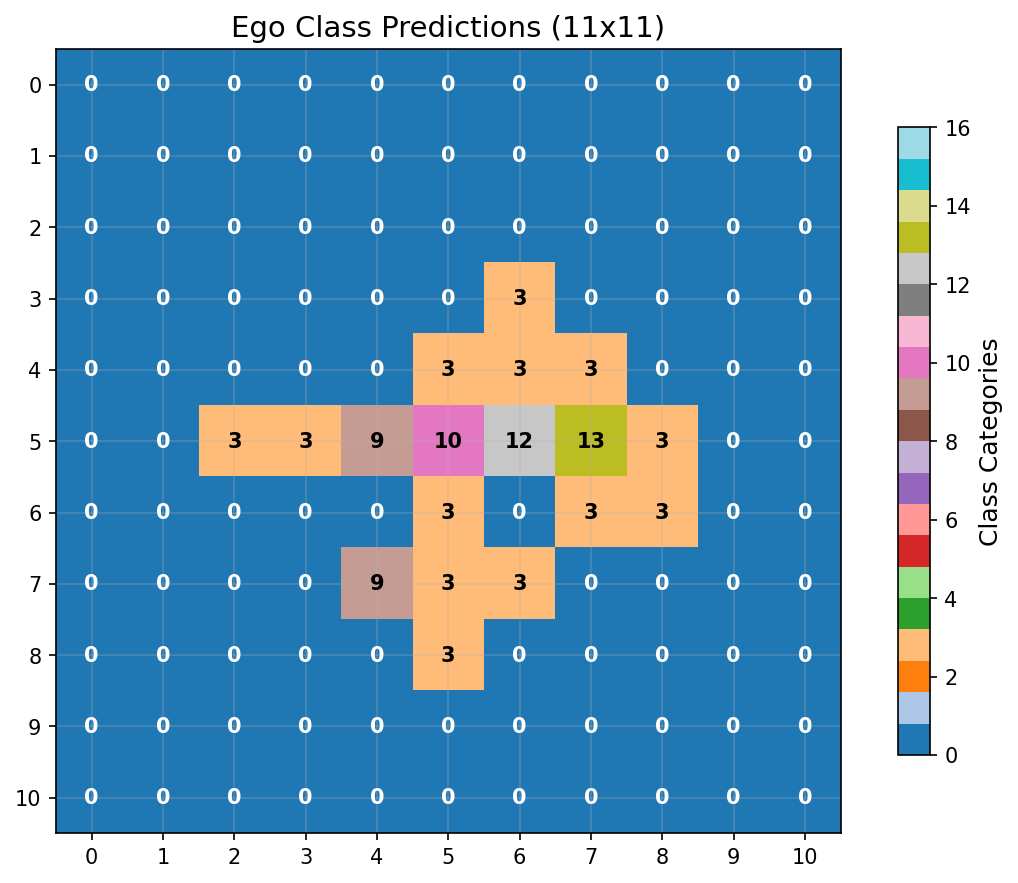 Ego Class Predictions (11x11)
0 0 0 0 0 0 0 0 0 0 0 0
1 0 0 0 0 0 0 0 0 0 0 0
2 0 0 0 0 0 0 0 0 0 0 0
3 0 0 0 0 0 0 3 0 0 0 0
4 0 0 0 0 0 3 3 3 0 0 0
5 0 0 3 3 9 10 12 13 3 0 0
6 0 0 0 0 0 3 0 3 3 0 0
7 0 0 0 0 9 3 3 0 0 0 0
8 0 0 0 0 0 3 0 0 0 0 0
9 0 0 0 0 0 0 0 0 0 0 0
10 0 0 0 0 0 0 0 0 0 0 0
0 1 2 3 4 5 6 7 8 9 10
16
14
12
10
8
6
4
2
0
Class Categories